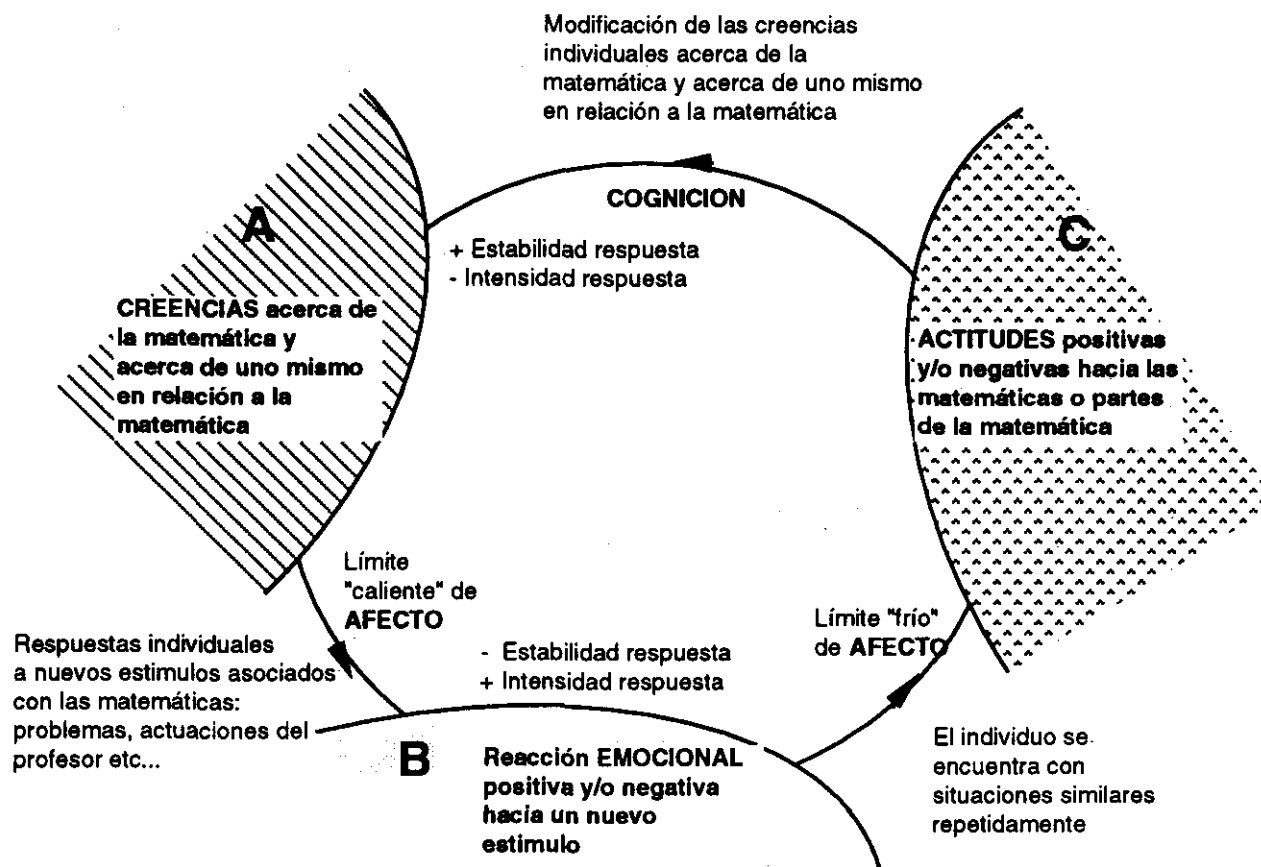 Modificación de las creencias
individuales acerca de la
matemática y acerca de uno mismo
en relación a la matemática
COGNICION
A
+ Estabilidad respuesta
- Intensidad respuesta
CREENCIAS acerca de
la matemática y
acerca de uno mismo
en relación a la
matemática
C
ACTITUDES positivas
y/o negativas hacia las
matemáticas o partes
de la matemática
Límite
"caliente" de
AFECTO
Límite "frío"
de AFECTO
Respuestas individuales
a nuevos estimulos asociados
con las matemáticas:
problemas, actuaciones del
profesor etc...
- Estabilidad respuesta
+ Intensidad respuesta
B
Reacción EMOCIONAL
positiva y/o negativa
hacia un nuevo
estimulo
El individuo se
encuentra con
situaciones similares
repetidamente